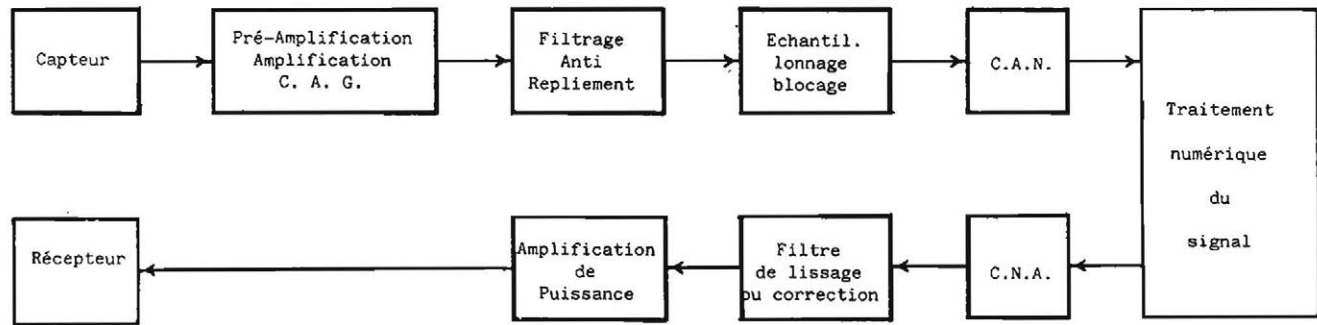 Capteur
Pré-Amplification
Amplification
C. A. G.
Filtrage
Anti
Repliement
Echantil.
lonnage
blocage
C.A.N.
Traitement
numérique
du
signal
Récepteur
Amplification
de
Puissance
Filtre
de lissage
ou correction
C.N.A.